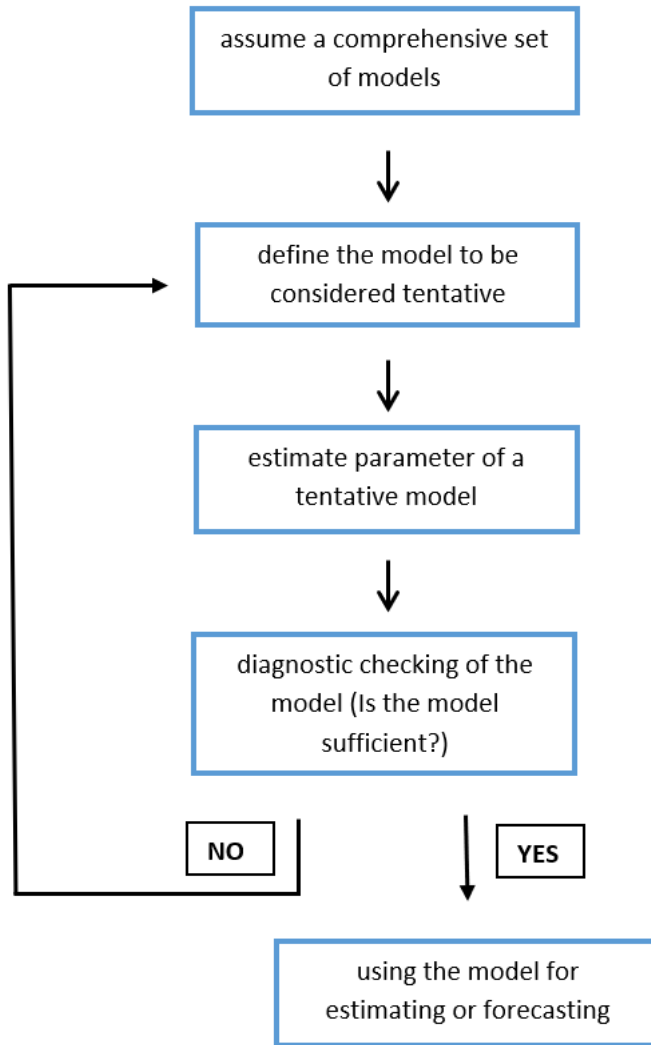 assume a comprehensive set
of models
define the model to be
considered tentative
estimate parameter of a
tentative model
diagnostic checking of the
model (Is the model
sufficient?)
NO
YES
using the model for
estimating or forecasting